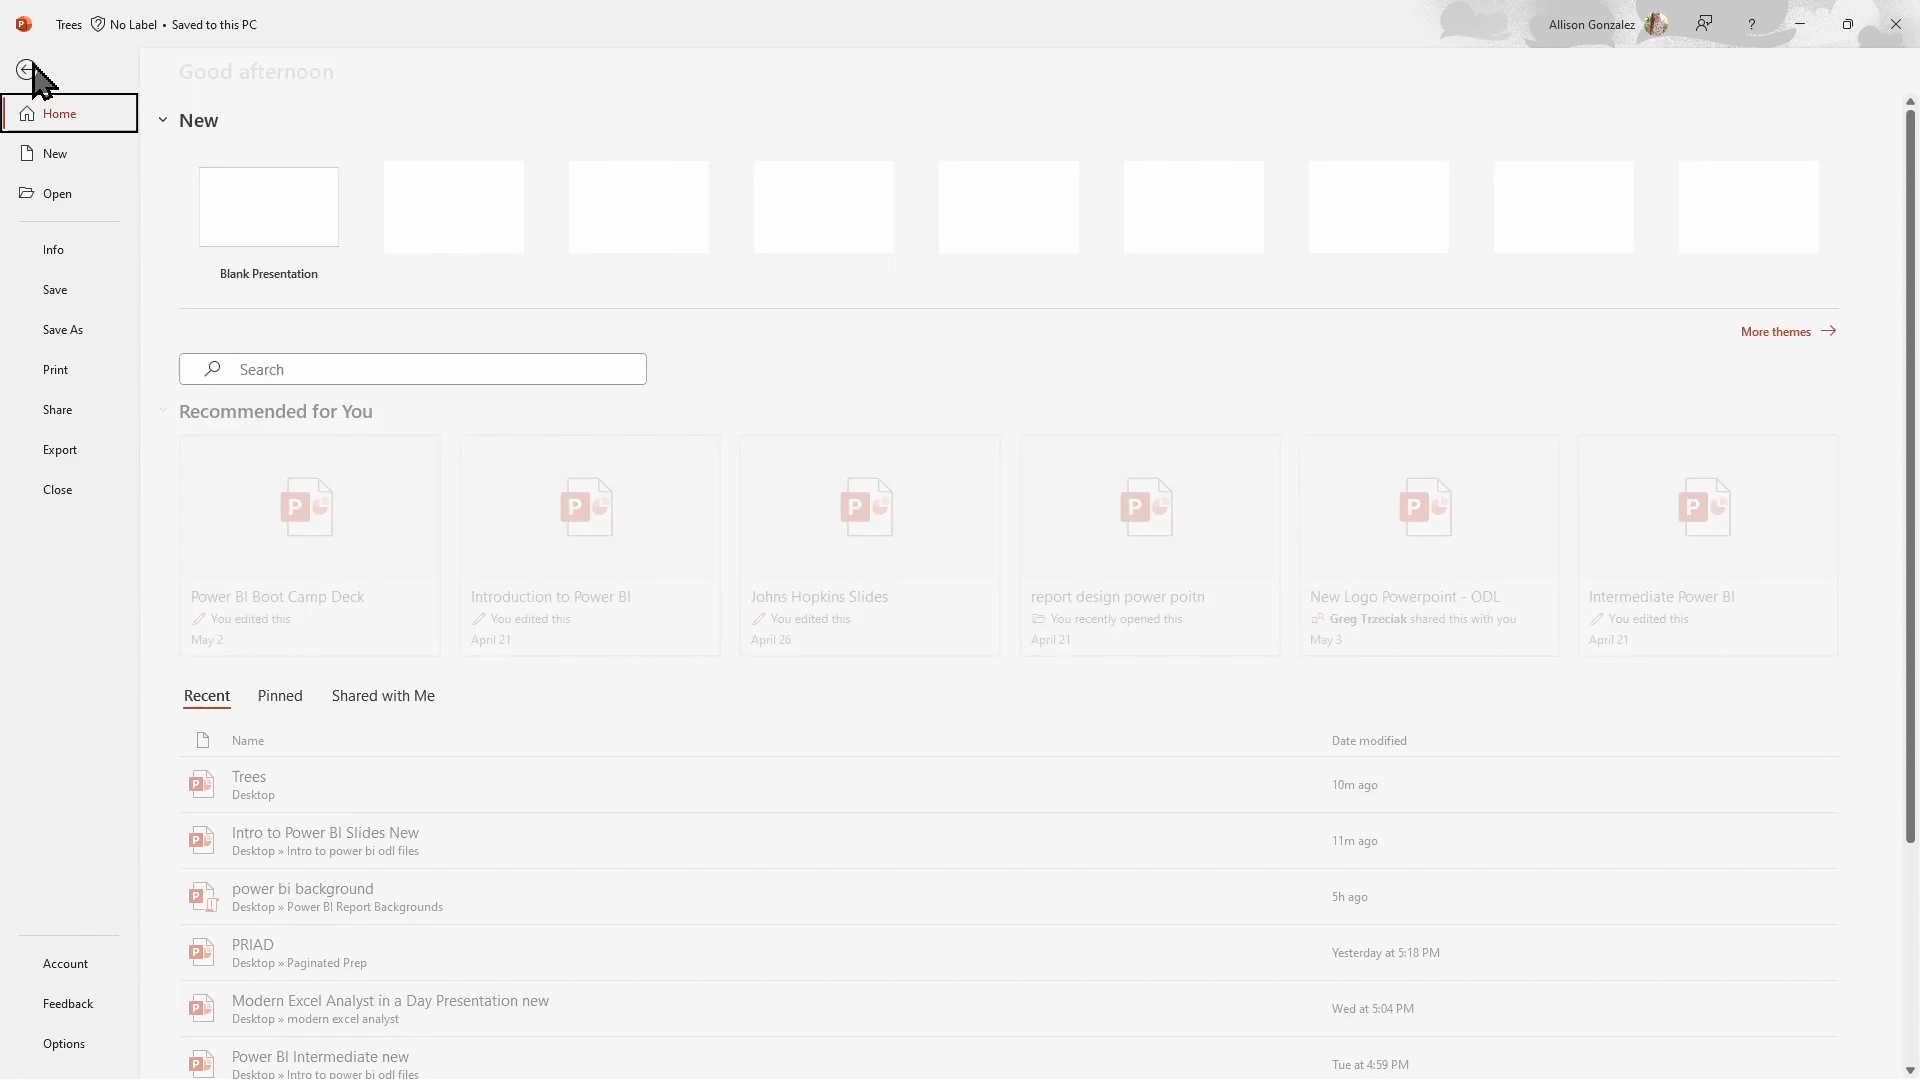 Trees No Label • Saved to this PC
Allison Gonzalez
?
Good afternoon
Home
New
Open
Info
Save
Save As
Print
Share
Export
Close
Account
Feedback
Options
New
Blank Presentation
More themes
Search
Recommended for You
Power BI Boot Camp Deck
You edited this
May 2
Introduction to Power BI
You edited this
April 21
Johns Hopkins Slides
You edited this
April 26
report design power poitn
You recently opened this
April 21
New Logo Powerpoint - ODL
Greg Trzeciak shared this with you
May 3
Intermediate Power BI
You edited this
April 21
Recent Pinned Shared with Me
Name Date modified
Trees
Desktop
10m ago
Intro to Power BI Slides New
Desktop » Intro to power bi odl files
11m ago
power bi background
Desktop » Power BI Report Backgrounds
5h ago
PRIAD
Desktop » Paginated Prep
Yesterday at 5:18 PM
Modern Excel Analyst in a Day Presentation new
Desktop » modern excel analyst
Wed at 5:04 PM
Power BI Intermediate new
Desktop » Intro to power bi odl files
Tue at 4:59 PM